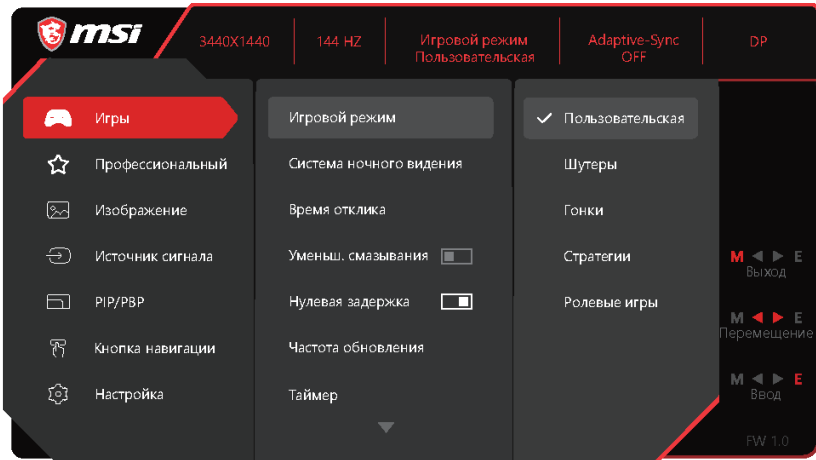 msi
3440X1440
144 HZ
Игровой режим
Пользовательская
Adaptive-Sync
OFF
DP
Игры
Профессиональный
Изображение
Источник сигнала
PIP/PBP
Кнопка навигации
Настройка
Игровой режим
Система ночного видения
Время отклика
Уменьш. смазывания
Нулевая задержка
Частота обновления
Таймер
Пользовательская
Шутеры
Гонки
Стратегии
Ролевые игры
M ◀ ▶ E
Выход
M ◀ ▶ E
Перемещение
M ◀ ▶ E
Ввод
FW 1.0